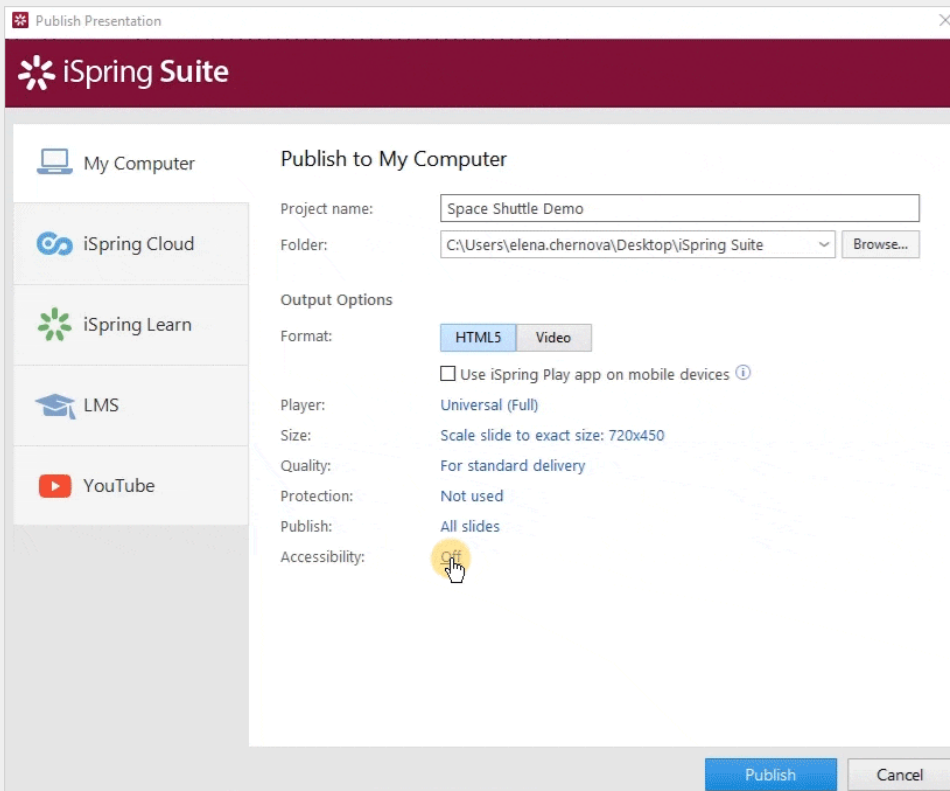 Publish Presentation
iSpring Suite
My Computer
iSpring Cloud
iSpring Learn
LMS
YouTube
Publish to My Computer
Project name: Space Shuttle Demo
Folder: C:\Users\elena.chernova\Desktop\iSpring Suite Browse...
Output Options
Format: HTML5 Video
Use iSpring Play app on mobile devices
Player: Universal (Full)
Size: Scale slide to exact size: 720x450
Quality: For standard delivery
Protection: Not used
Publish: All slides
Accessibility: Off
Publish Cancel